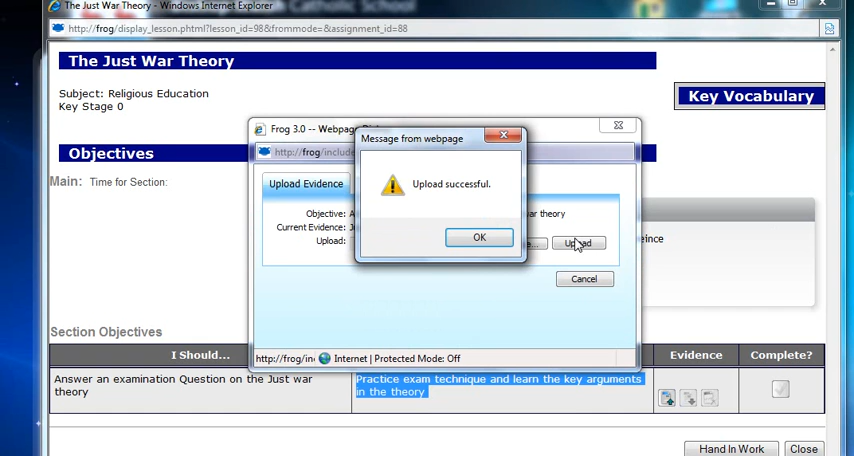 The Just War Theory - Windows Internet Explorer
Catholic School
http://frog/display_lesson.phtml?lesson_id=98&frommode=&assignment_id=88
The Just War Theory
Subject: Religious Education
Key Stage 0
Key Vocabulary
Objectives
Main: Time for Section:
Frog 3.0 -- Webpage
http://frog/include
Message from webpage
Upload successful.
OK
Upload Evidence
Objective: A
war theory
Current Evidence: J
Upload:
Upload
Cancel
http://frog/in
Internet | Protected Mode: Off
Section Objectives
I Should...
Evidence
Complete?
Answer an examination Question on the Just war
theory
Practice exam technique and learn the key arguments
in the theory
Hand In Work
Close